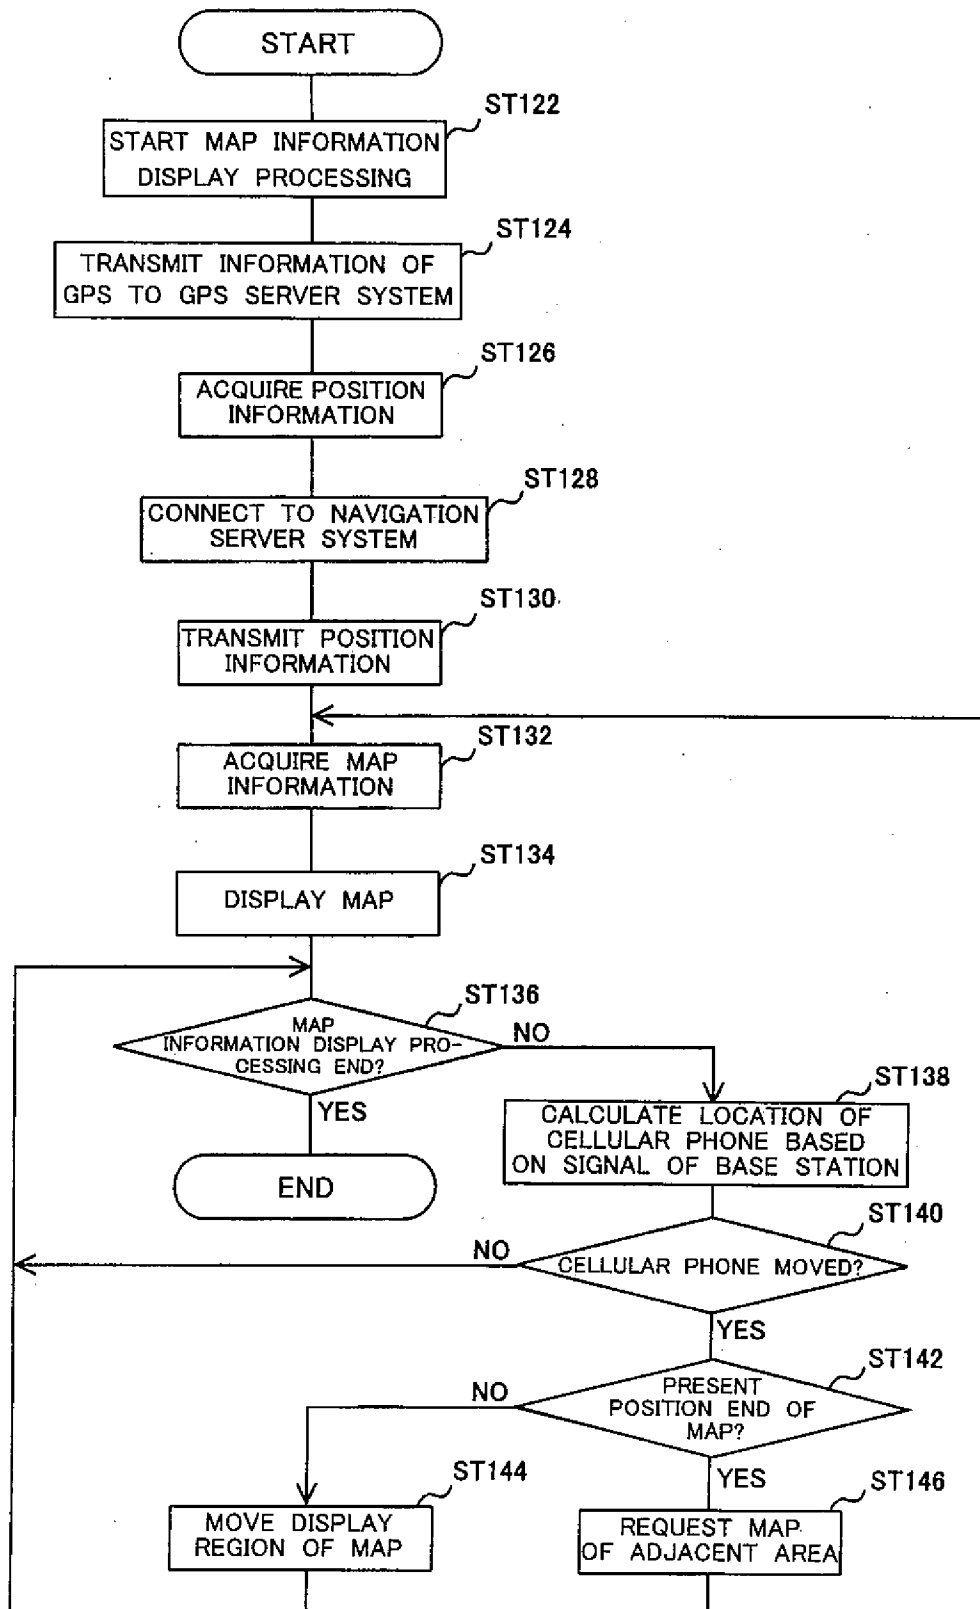 START
ST122
START MAP INFORMATION
DISPLAY PROCESSING
ST124
TRANSMIT INFORMATION OF
GPS TO GPS SERVER SYSTEM
ST126
ACQUIRE POSITION
INFORMATION
ST128
CONNECT TO NAVIGATION
SERVER SYSTEM
ST130
TRANSMIT POSITION
INFORMATION
ST132
ACQUIRE MAP
INFORMATION
ST134
DISPLAY MAP
ST136
MAP
INFORMATION DISPLAY PRO-
CESSING END?
NO
YES
END
ST138
CALCULATE LOCATION OF
CELLULAR PHONE BASED
ON SIGNAL OF BASE STATION
ST140
CELLULAR PHONE MOVED?
NO
YES
ST142
PRESENT
POSITION END OF
MAP?
NO
YES
ST144
MOVE DISPLAY
REGION OF MAP
ST146
REQUEST MAP
OF ADJACENT AREA